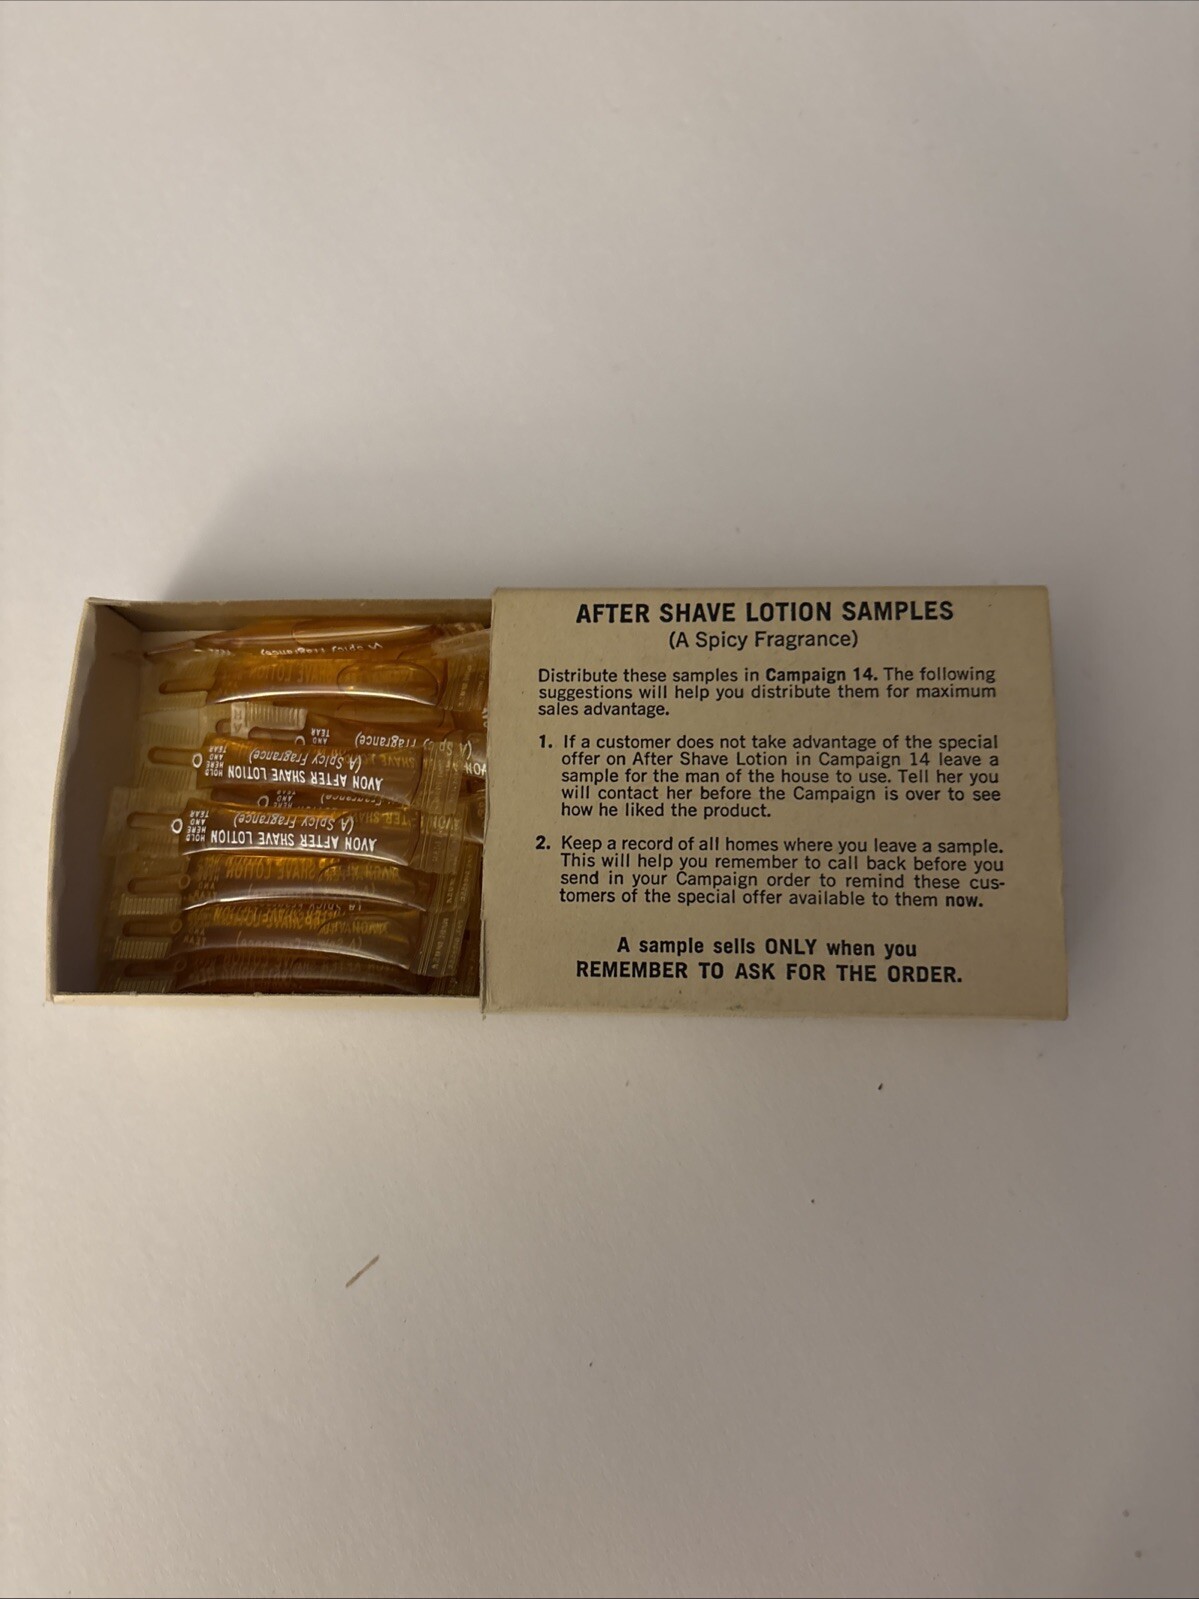 AFTER SHAVE LOTION SAMPLES
(A Spicy Fragrance)
Distribute these samples in Campaign 14. The following
suggestions will help you distribute them for maximum
sales advantage.
1. If a customer does not take advantage of the special
offer on After Shave Lotion in Campaign 14 leave a
sample for the man of the house to use. Tell her you
will contact her before the Campaign is over to see
how he liked the product.
2. Keep a record of all homes where you leave a sample.
This will help you remember to call back before you
send in your Campaign order to remind these cus-
tomers of the special offer available to them now.
A sample sells ONLY when you
REMEMBER TO ASK FOR THE ORDER.
AVON AFTER SHAVE LOTION
(A Spicy Fragrance)
HOLD
HERE
AND
TEAR
AVON AFTER SHAVE LOTION
(A Spicy Fragrance)
HOLD
HERE
AND
TEAR